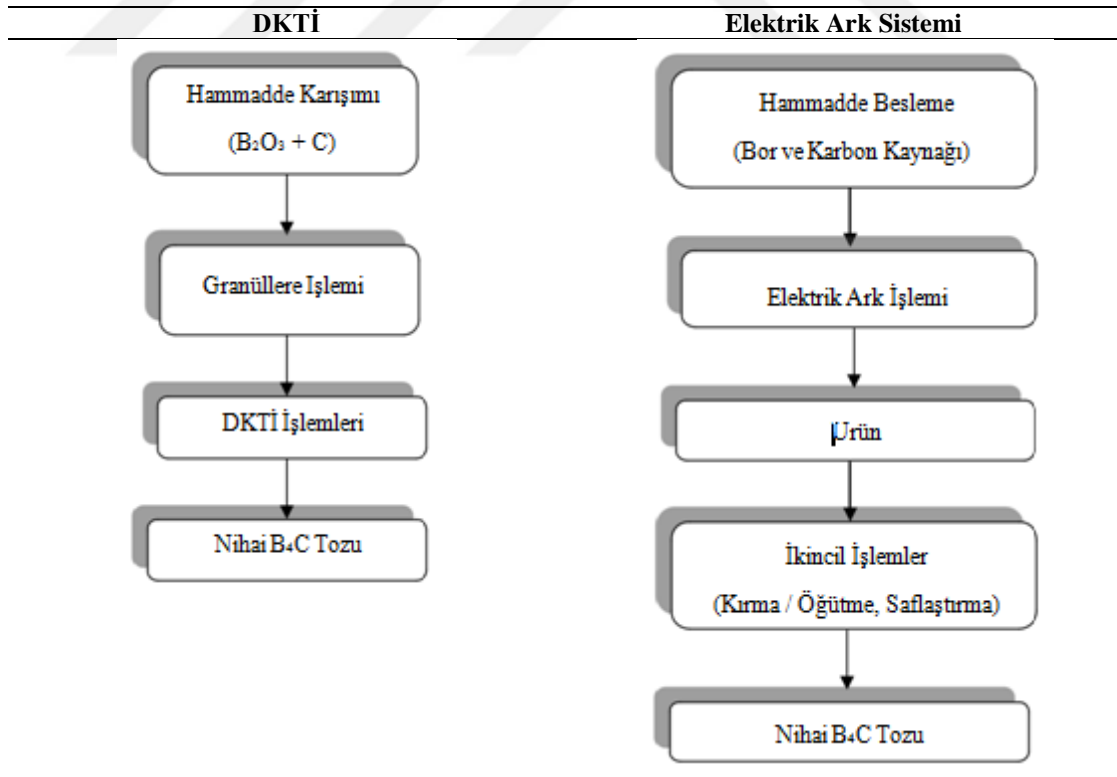 DKTİ
Hammadde Karışımı
(B₂O₃ + C)
Granüllere Işlemi
DKTİ İşlemleri
Nihai B₄C Tozu
Elektrik Ark Sistemi
Hammadde Besleme
(Bor ve Karbon Kaynağı)
Elektrik Ark İşlemi
Ürün
İkincil İşlemler
(Kırma / Öğütme, Saflaştırma)
Nihai B₄C Tozu